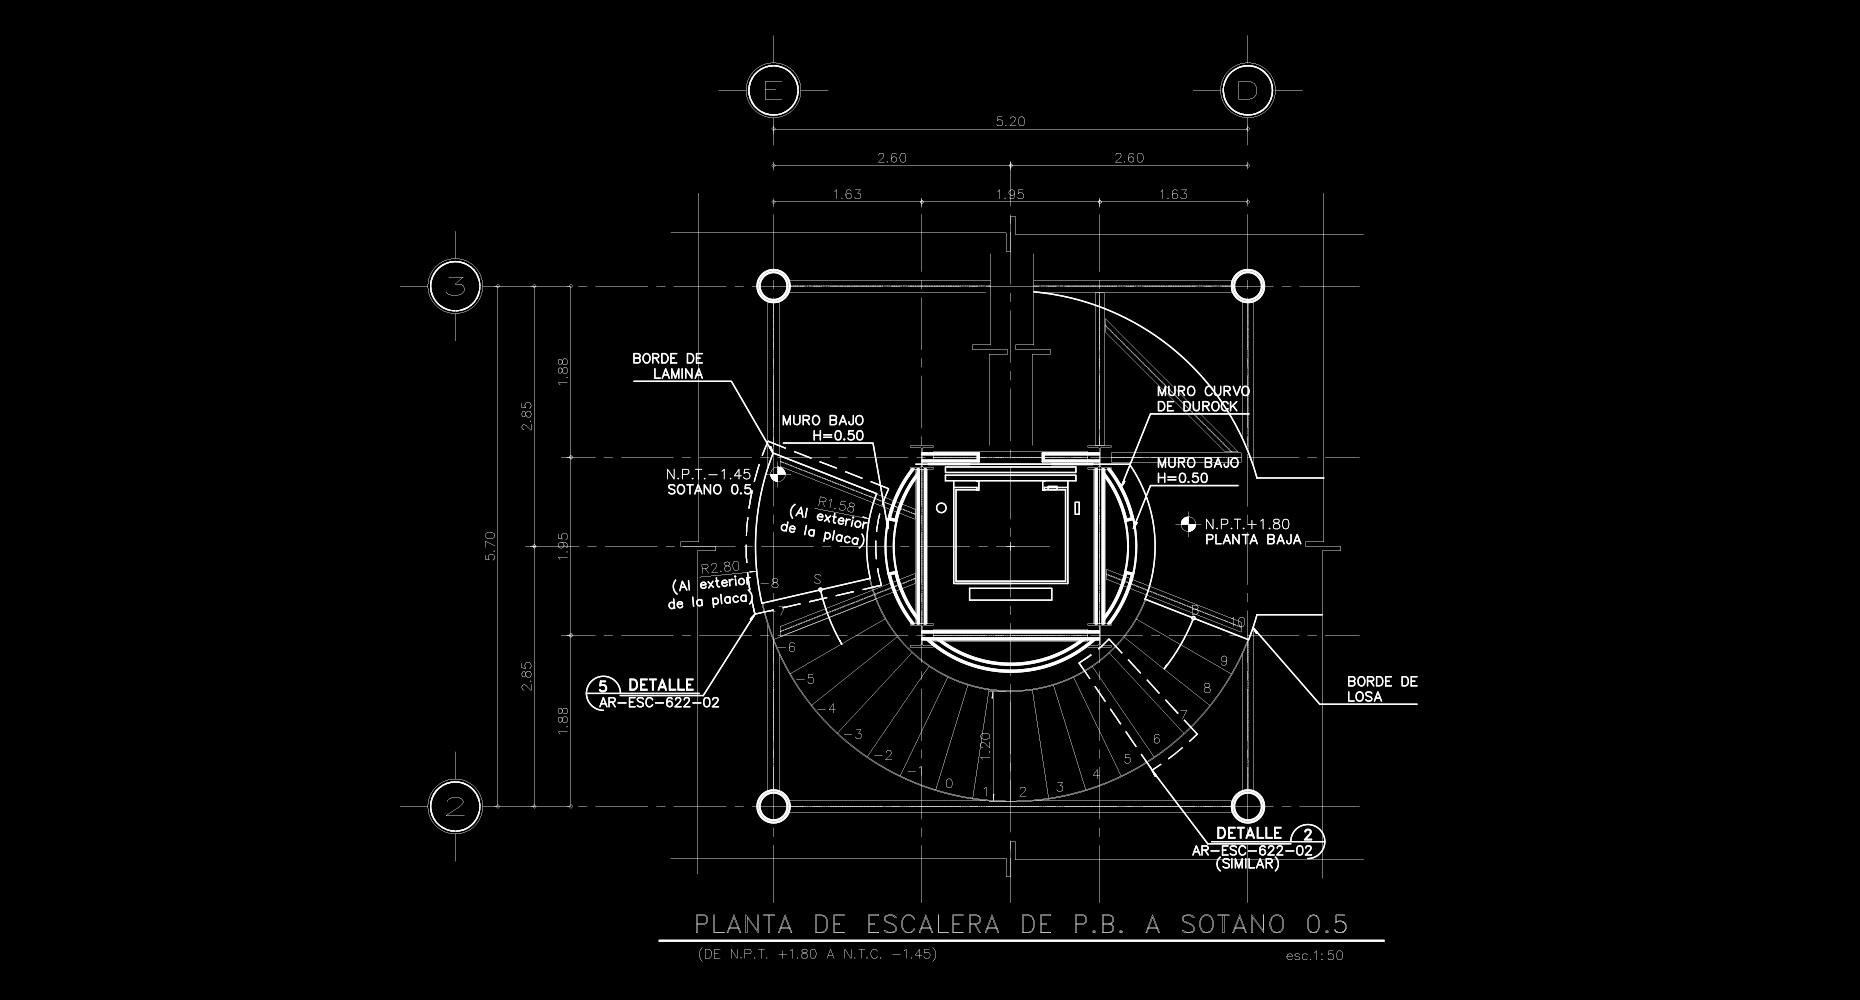 E
D
5.20
2.60
2.60
1.63
1.95
1.63
3
BORDE DE
LAMINA
1.88
2.85
MURO CURVO
DE DUROCK
MURO BAJO
H=0.50
MURO BAJO
H=0.50
N.P.T.-1.45
SOTANO 0.5
R1.58
(Al exterior
de la placa)
N.P.T.+1.80
PLANTA BAJA
5.70
1.95
R2.80
(Al exterior
de la placa)
-8
S
-7
B
10
-6
9
-5
8
-4
7
-3
6
-2
5
-1
4
0
3
1
2
1.20
5 DETALLE
AR-ESC-622-02
BORDE DE
LOSA
2.85
1.88
2
DETALLE 2
AR-ESC-622-02
(SIMILAR)
PLANTA DE ESCALERA DE P.B. A SOTANO 0.5
(DE N.P.T. +1.80 A N.T.C. -1.45)
esc.1:50